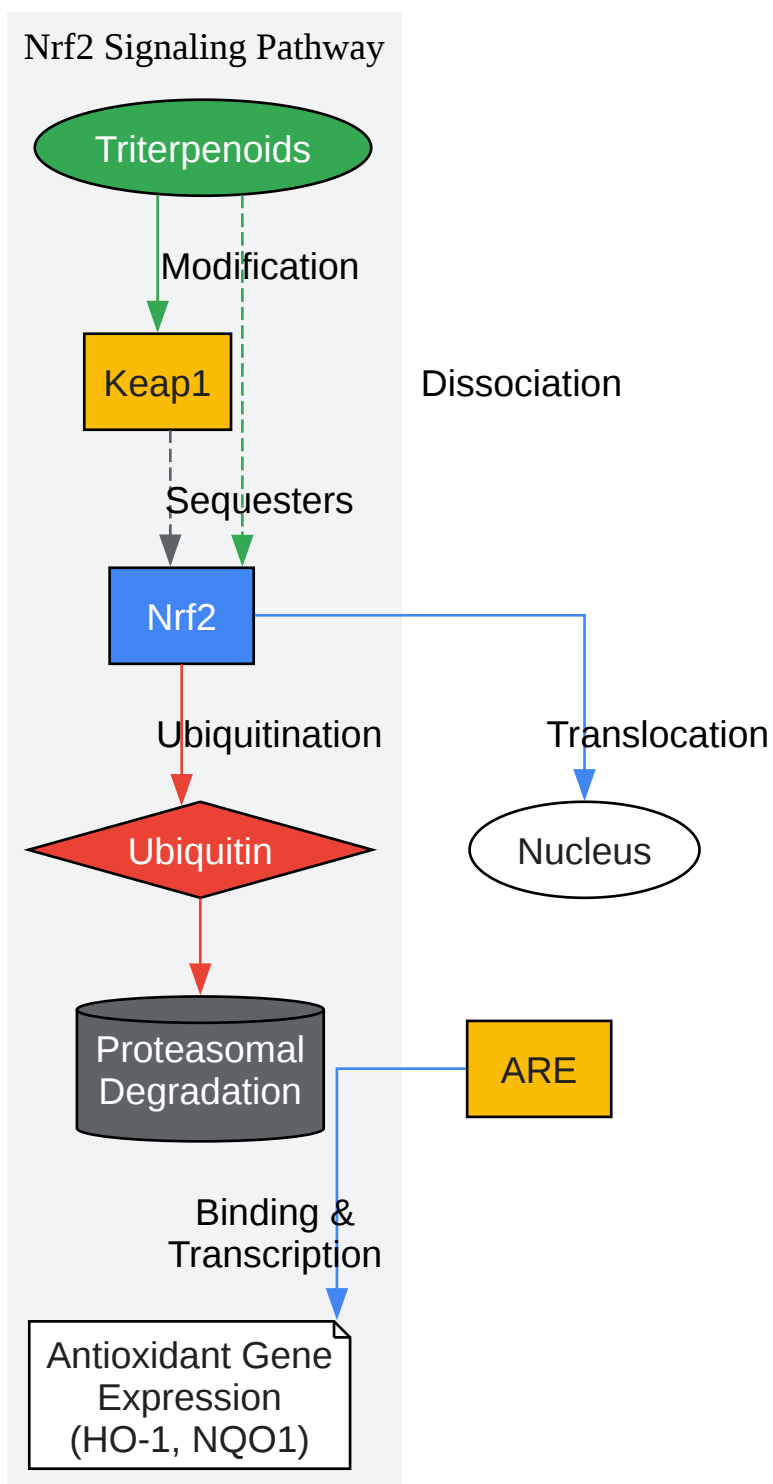 Nrf2 Signaling Pathway
Triterpenoids
Modification
Keap1
Dissociation
Sequesters
Nrf2
Ubiquitination
Translocation
Ubiquitin
Nucleus
Proteasomal
Degradation
ARE
Binding &
Transcription
Antioxidant Gene
Expression
(HO-1, NQO1)